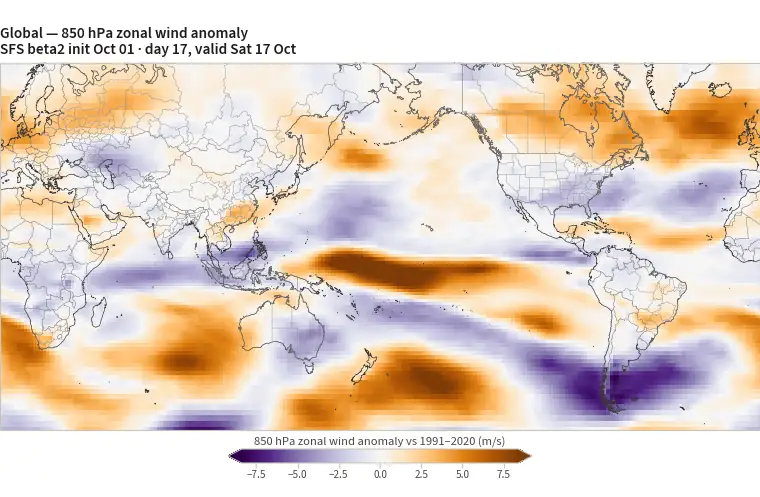 Global — 850 hPa zonal wind anomaly
SFS beta2 init Oct 01 · day 17, valid Sat 17 Oct
850 hPa zonal wind anomaly vs 1991–2020 (m/s)
−7.5 −5.0 −2.5 0.0 2.5 5.0 7.5